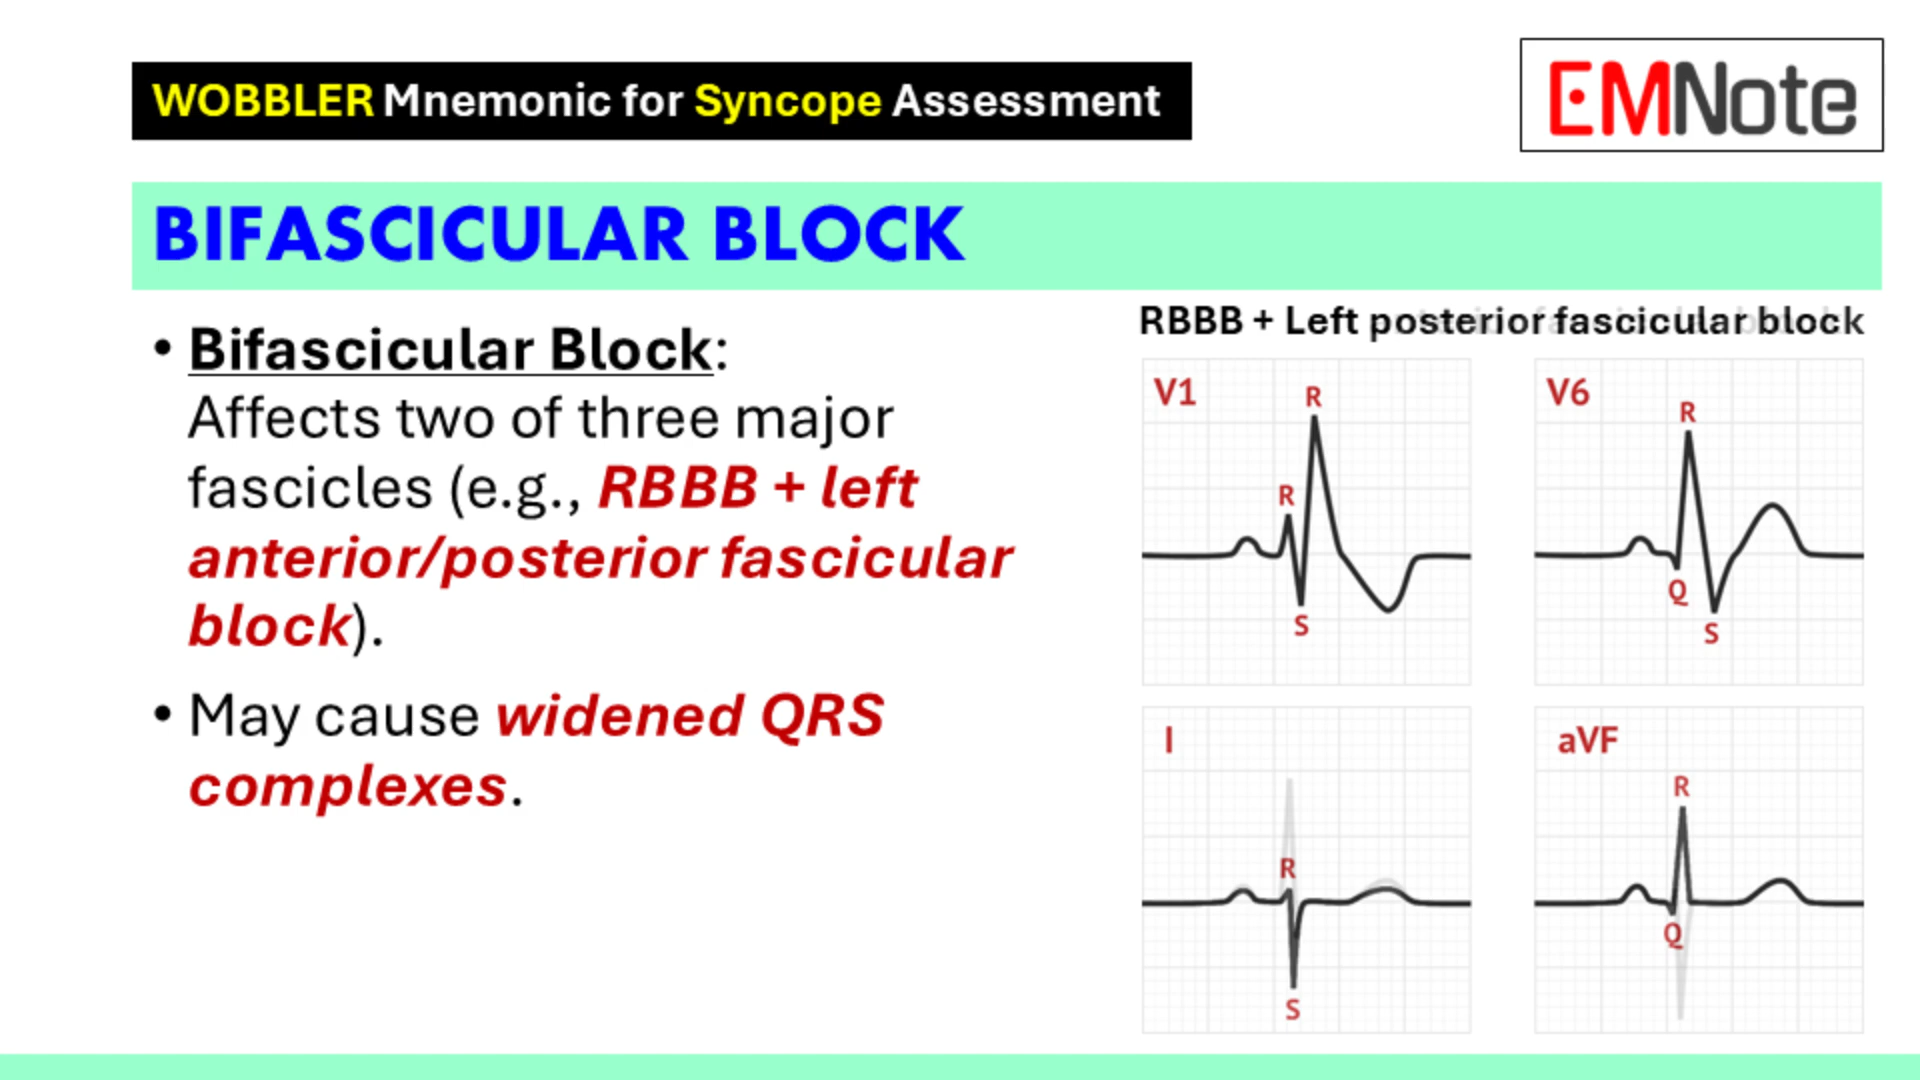 WOBBLER Mnemonic for Syncope Assessment
EMNote
BIFASCICULAR BLOCK
• Bifascicular Block:
Affects two of three major
fascicles (e.g., RBBB + left
anterior/posterior fascicular
block).
• May cause widened QRS
complexes.
RBBB + Left posterior fascicular block
V1
R
R
S
V6
R
Q
S
I
R
S
aVF
R
Q